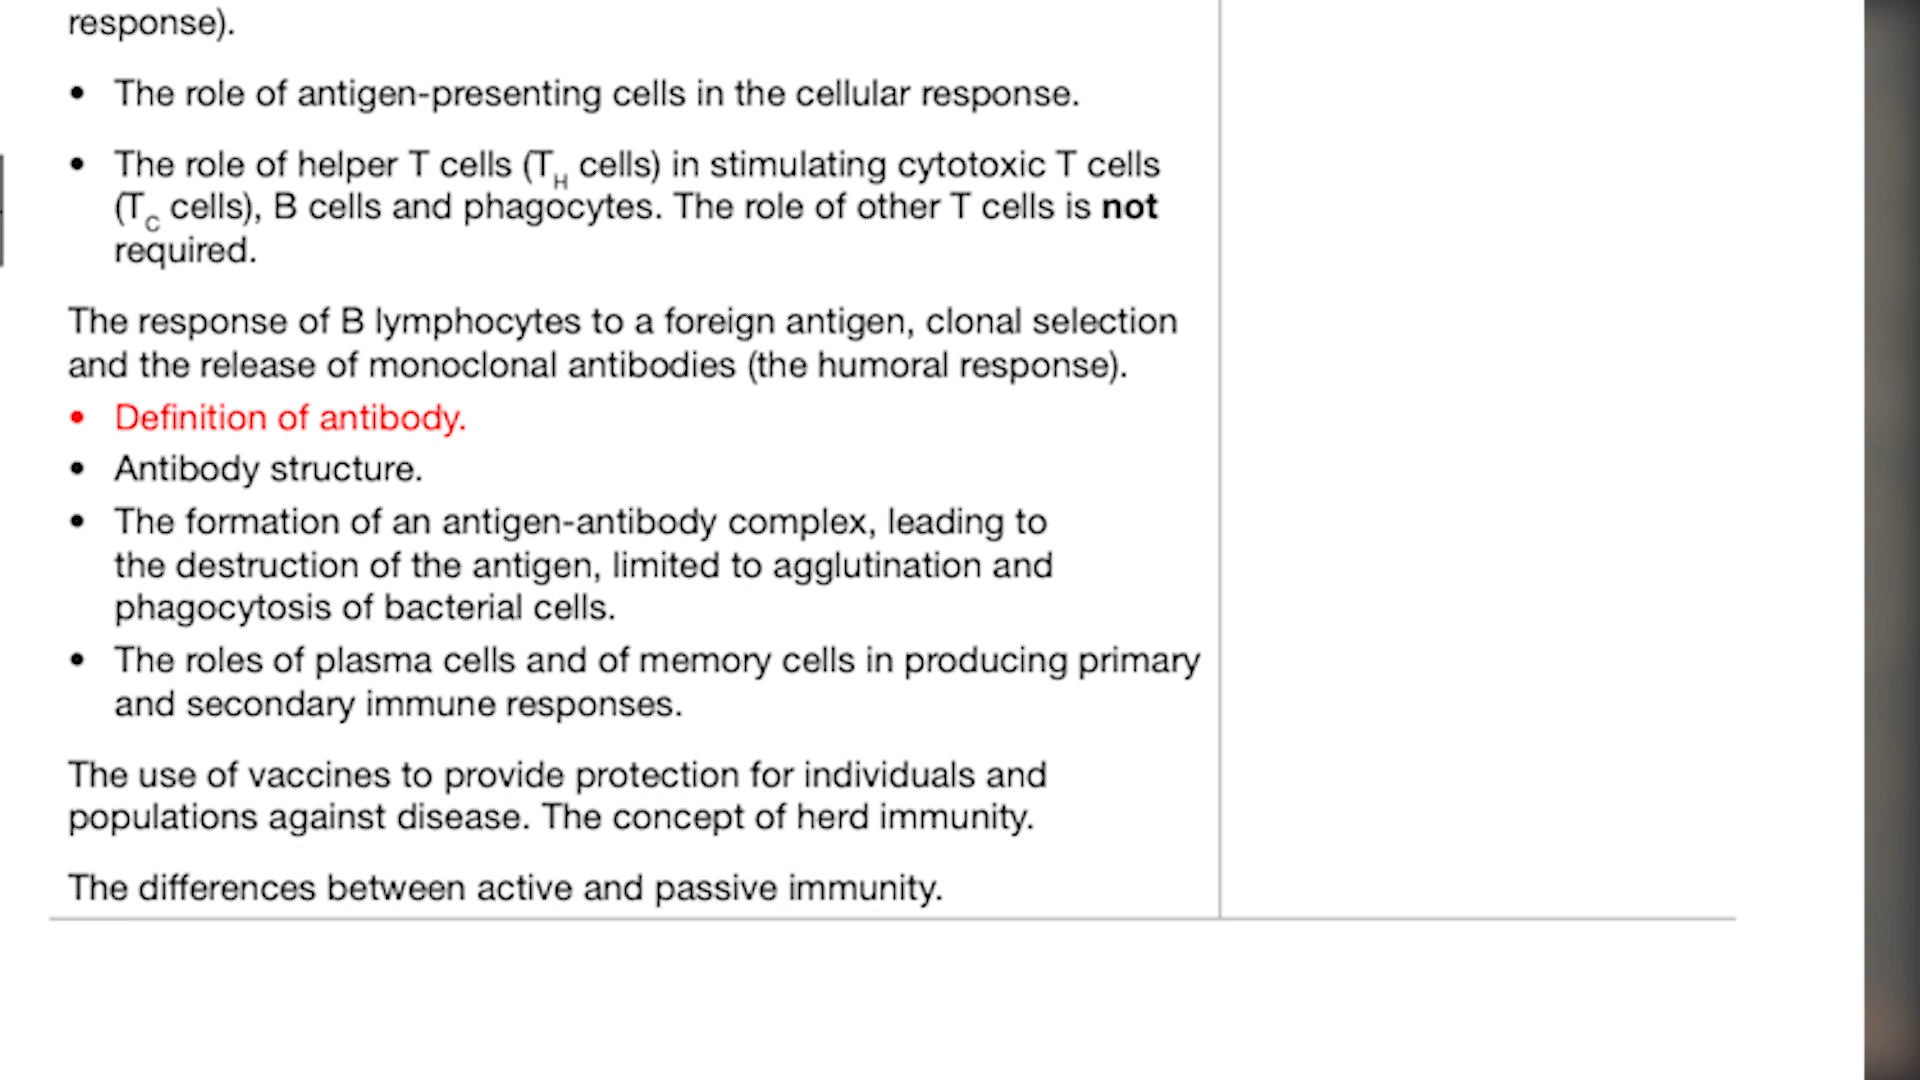 response).
• The role of antigen-presenting cells in the cellular response.
• The role of helper T cells (TH cells) in stimulating cytotoxic T cells
(TC cells), B cells and phagocytes. The role of other T cells is not
required.
The response of B lymphocytes to a foreign antigen, clonal selection
and the release of monoclonal antibodies (the humoral response).
• Definition of antibody.
• Antibody structure.
• The formation of an antigen-antibody complex, leading to
the destruction of the antigen, limited to agglutination and
phagocytosis of bacterial cells.
• The roles of plasma cells and of memory cells in producing primary
and secondary immune responses.
The use of vaccines to provide protection for individuals and
populations against disease. The concept of herd immunity.
The differences between active and passive immunity.